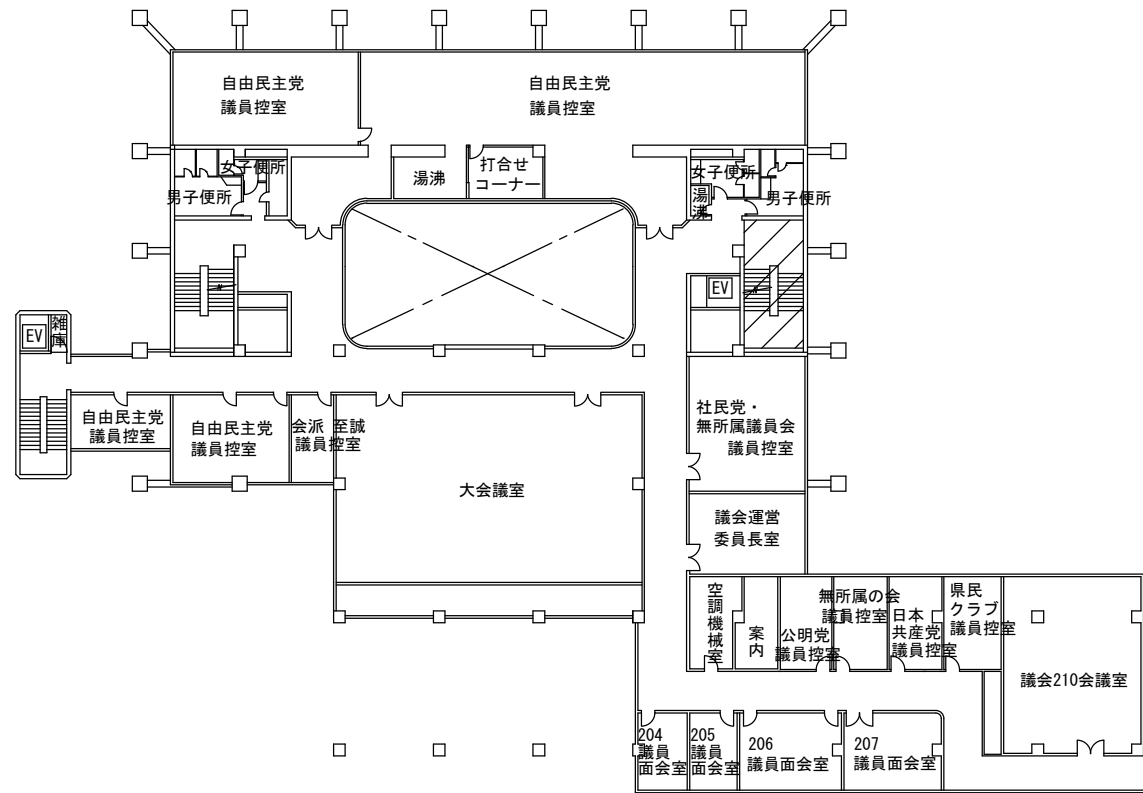 自由民主党
議員控室
自由民主党
議員控室
女子便所
男子便所
湯沸
打合せ
コーナー
女子便所
湯沸
男子便所
EV
雑庫
EV
自由民主党
議員控室
自由民主党
議員控室
会派 至誠
議員控室
大会議室
社民党・
無所属議員会
議員控室
議会運営
委員長室
空調機械室
案内
公明党
議員控室
無所属の会
議員控室
日本
共産党
議員控室
県民
クラブ
議員控室
議会210会議室
204
議員
面会室
205
議員
面会室
206
議員面会室
207
議員面会室